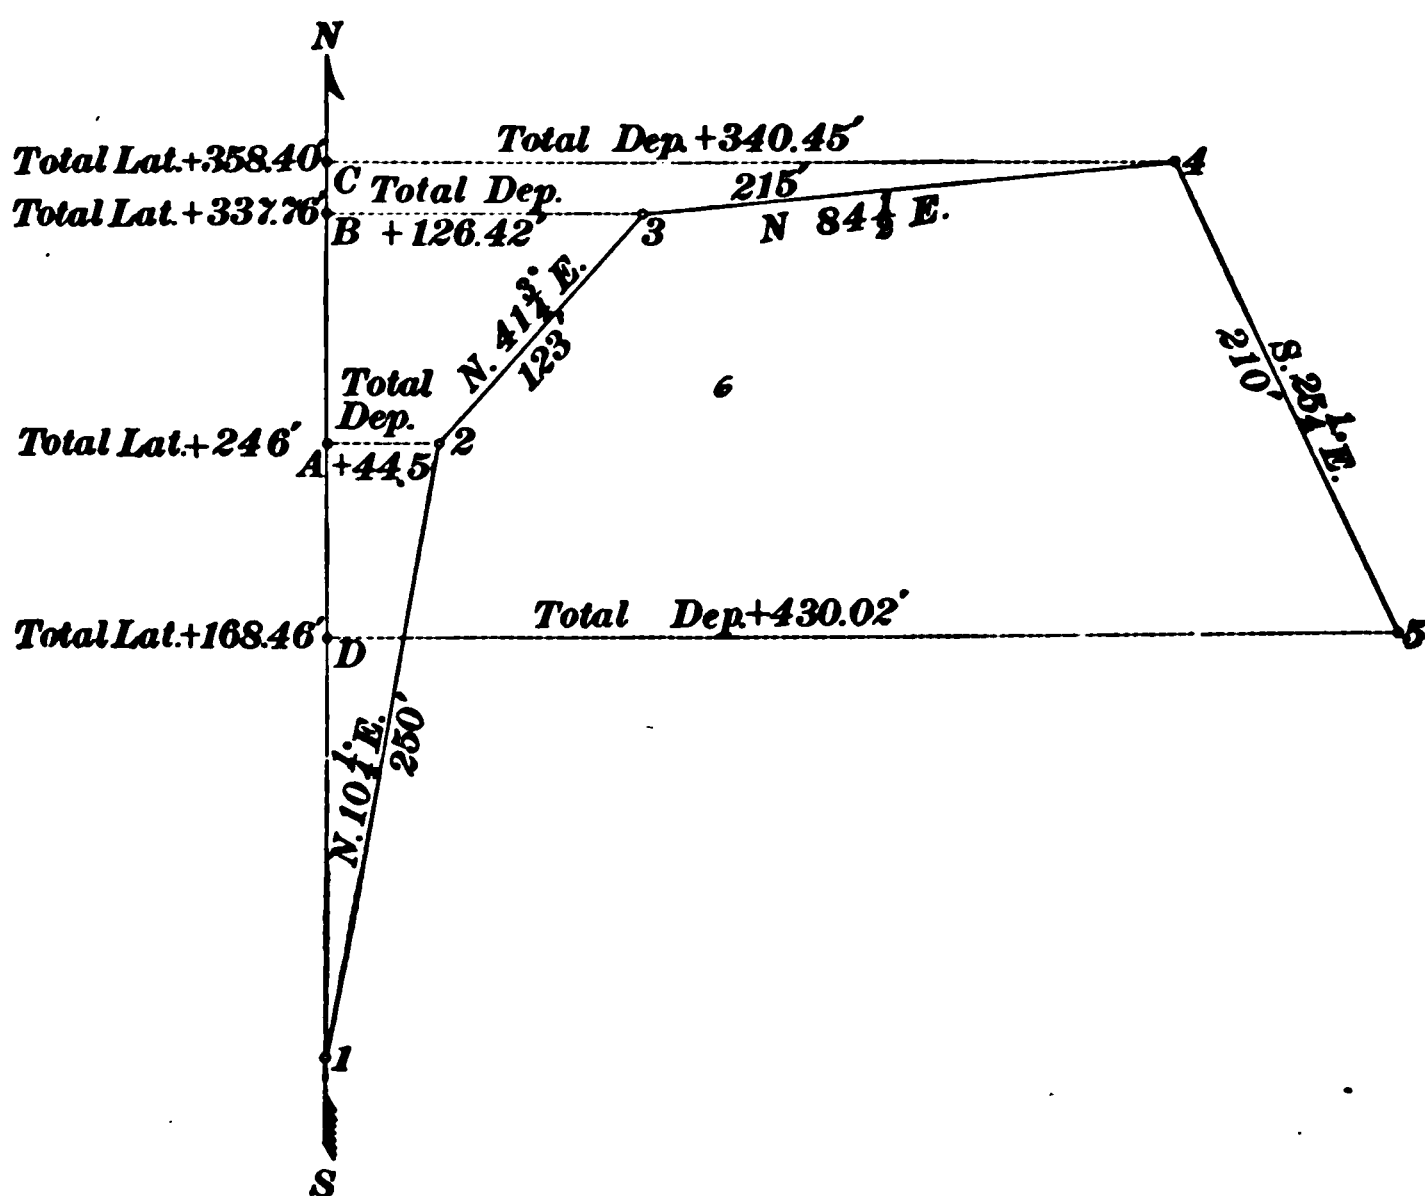 N
Total Lat.+358.40'
Total Dep.+340.45'
4
C
Total Dep.
215'
Total Lat.+337.76'
B
+126.42'
3
N 84½ E.
N. 41¾° E.
123'
S. 25¼° E.
210'
6
Total
Dep.
Total Lat.+246'
2
A
+44.5
Total Dep.+430.02'
Total Lat.+168.46'
D
5
N. 10¼° E.
250'
1
S